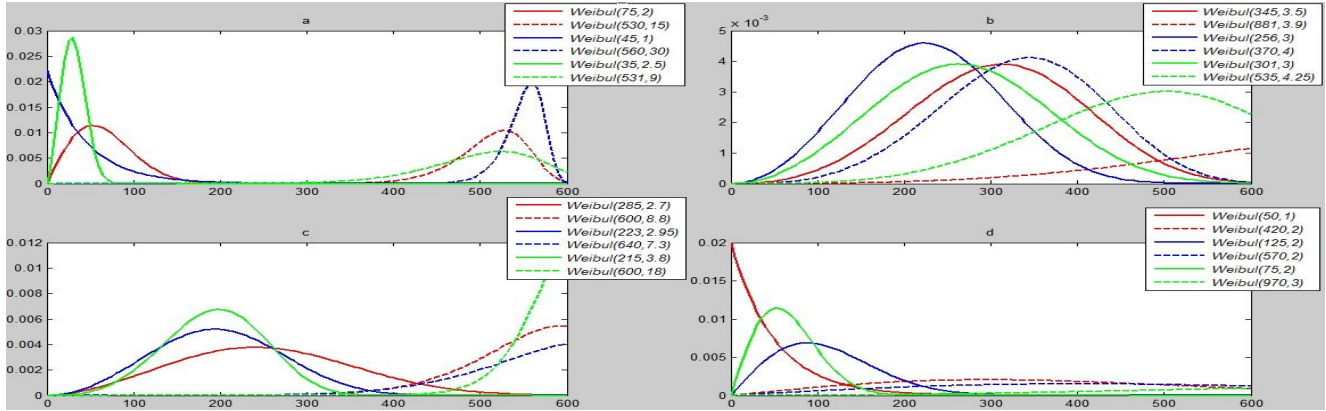 a
Weibul(75,2)
Weibul(530,15)
Weibul(45,1)
Weibul(560,30)
Weibul(35,2.5)
Weibul(531,9)
0.03
0.025
0.02
0.015
0.01
0.005
0
0 100 200 300 400 500 600
b
× 10⁻³
Weibul(345,3.5)
Weibul(881,3.9)
Weibul(256,3)
Weibul(370,4)
Weibul(301,3)
Weibul(535,4.25)
5
4
3
2
1
0
0 100 200 300 400 500 600
c
Weibul(285,2.7)
Weibul(600,8.8)
Weibul(223,2.95)
Weibul(640,7.3)
Weibul(215,3.8)
Weibul(600,18)
0.012
0.01
0.008
0.006
0.004
0.002
0
0 100 200 300 400 500 600
d
Weibul(50,1)
Weibul(420,2)
Weibul(125,2)
Weibul(570,2)
Weibul(75,2)
Weibul(970,3)
0.02
0.015
0.01
0.005
0
0 100 200 300 400 500 600